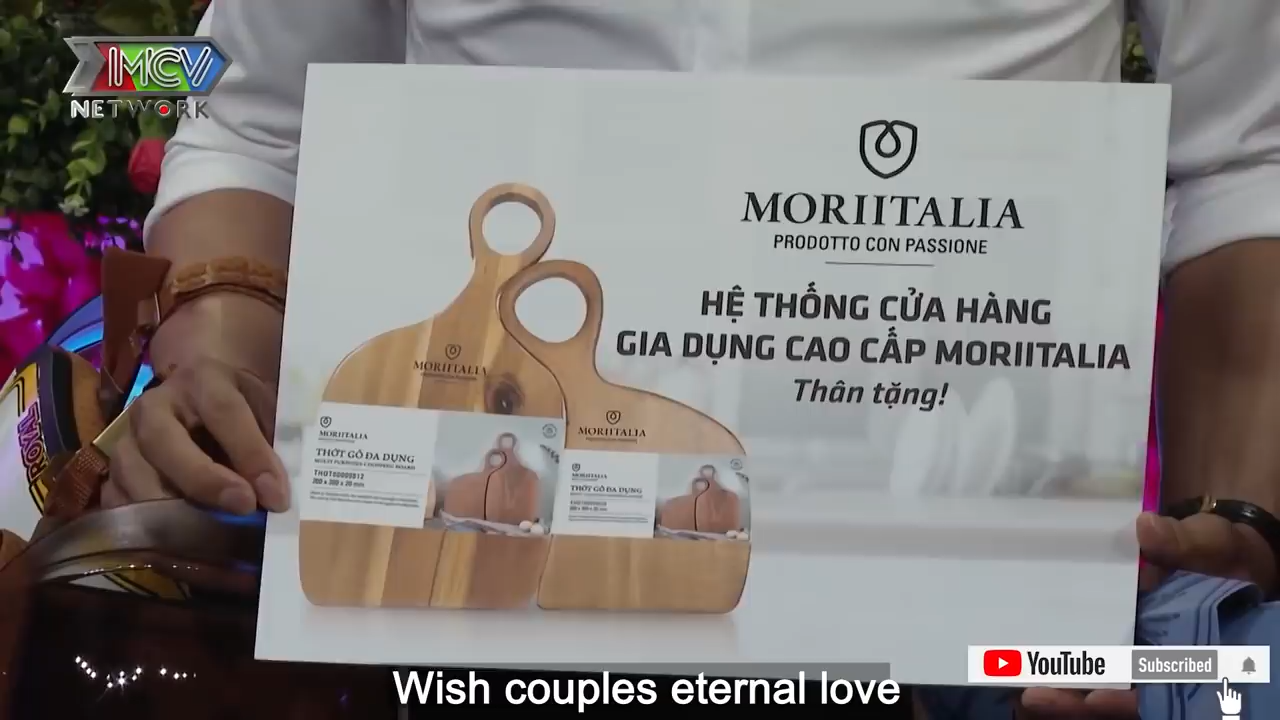 MCV
NETWORK
MORIITALIA
PRODOTTO CON PASSIONE
HỆ THỐNG CỬA HÀNG
GIA DỤNG CAO CẤP MORIITALIA
Thân tặng!
MORIITALIA
MORIITALIA
MORIITALIA
THỚT GỖ ĐA DỤNG
MORIITALIA
THỚT GỖ ĐA DỤNG
ROYAL
YouTube
Subscribed
Wish couples eternal love